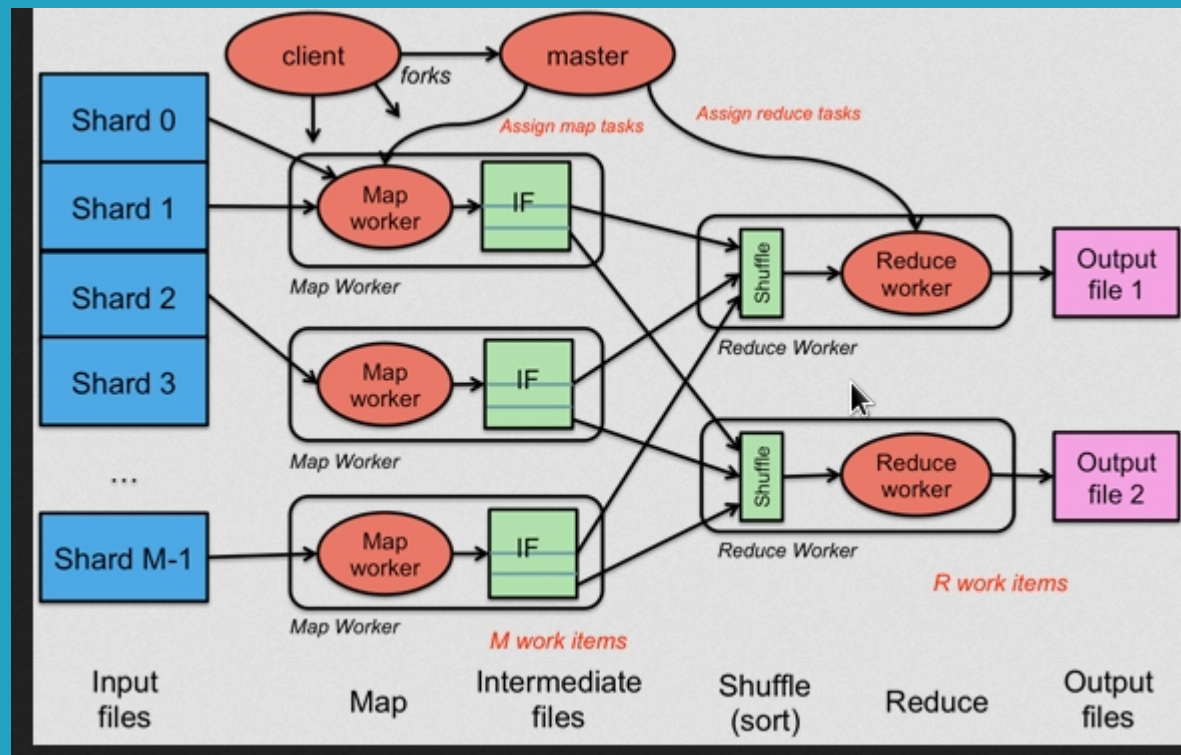 client
forks
master
Assign map tasks
Assign reduce tasks
Shard 0
Shard 1
Shard 2
Shard 3
...
Shard M-1
Map
worker
IF
Map Worker
Map
worker
IF
Map Worker
Map
worker
IF
Map Worker
M work items
Shuffle
Reduce
worker
Reduce Worker
Output
file 1
Shuffle
Reduce
worker
Reduce Worker
Output
file 2
R work items
Input
files
Map
Intermediate
files
Shuffle
(sort)
Reduce
Output
files